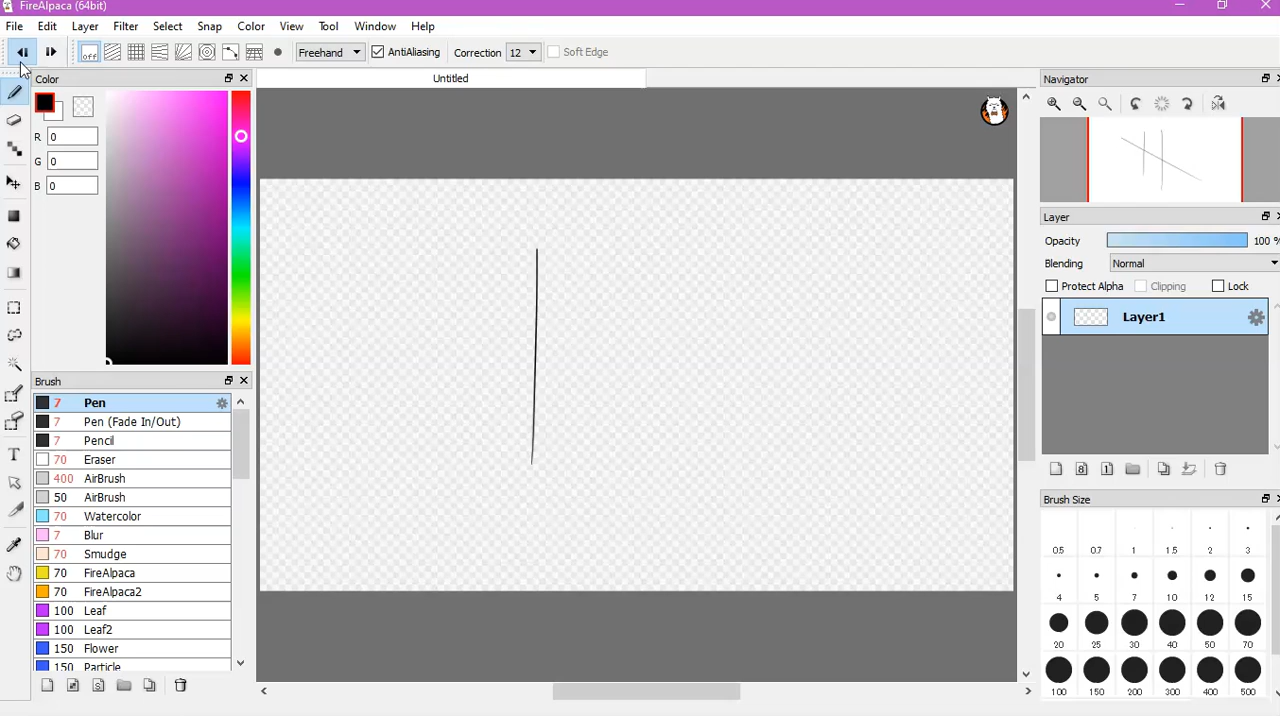 FireAlpaca (64bit)
File Edit Layer Filter Select Snap Color View Tool Window Help
off Freehand AntiAliasing Correction 12 Soft Edge
Color
Untitled
Navigator
R 0
G 0
B 0
Layer
Opacity 100 %
Blending Normal
Protect Alpha Clipping Lock
Layer1
Brush
7 Pen
7 Pen (Fade In/Out)
7 Pencil
70 Eraser
400 AirBrush
50 AirBrush
70 Watercolor
7 Blur
70 Smudge
70 FireAlpaca
70 FireAlpaca2
100 Leaf
100 Leaf2
150 Flower
150 Particle
8 1
T
Brush Size
0.5 0.7 1 1.5 2 3
4 5 7 10 12 15
20 25 30 40 50 70
100 150 200 300 400 500